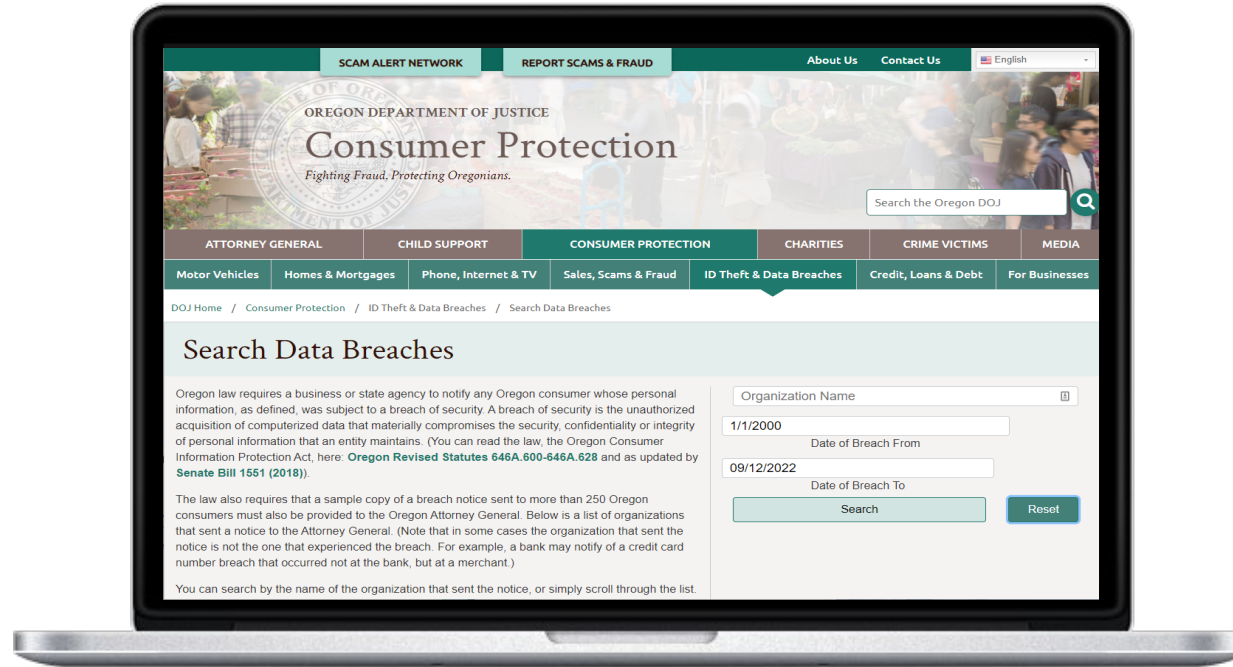 SCAM ALERT NETWORK
REPORT SCAMS & FRAUD
About Us
Contact Us
English
OREGON DEPARTMENT OF JUSTICE
Consumer Protection
Fighting Fraud. Protecting Oregonians.
Search the Oregon DOJ
ATTORNEY GENERAL
CHILD SUPPORT
CONSUMER PROTECTION
CHARITIES
CRIME VICTIMS
MEDIA
Motor Vehicles
Homes & Mortgages
Phone, Internet & TV
Sales, Scams & Fraud
ID Theft & Data Breaches
Credit, Loans & Debt
For Businesses
DOJ Home / Consumer Protection / ID Theft & Data Breaches / Search Data Breaches
Search Data Breaches
Oregon law requires a business or state agency to notify any Oregon consumer whose personal
information, as defined, was subject to a breach of security. A breach of security is the unauthorized
acquisition of computerized data that materially compromises the security, confidentiality or integrity
of personal information that an entity maintains. (You can read the law, the Oregon Consumer
Information Protection Act, here: Oregon Revised Statutes 646A.600-646A.628 and as updated by
Senate Bill 1551 (2018)).
The law also requires that a sample copy of a breach notice sent to more than 250 Oregon
consumers must also be provided to the Oregon Attorney General. Below is a list of organizations
that sent a notice to the Attorney General. (Note that in some cases the organization that sent the
notice is not the one that experienced the breach. For example, a bank may notify of a credit card
number breach that occurred not at the bank, but at a merchant.)
You can search by the name of the organization that sent the notice, or simply scroll through the list.
Organization Name
1/1/2000
Date of Breach From
09/12/2022
Date of Breach To
Search
Reset